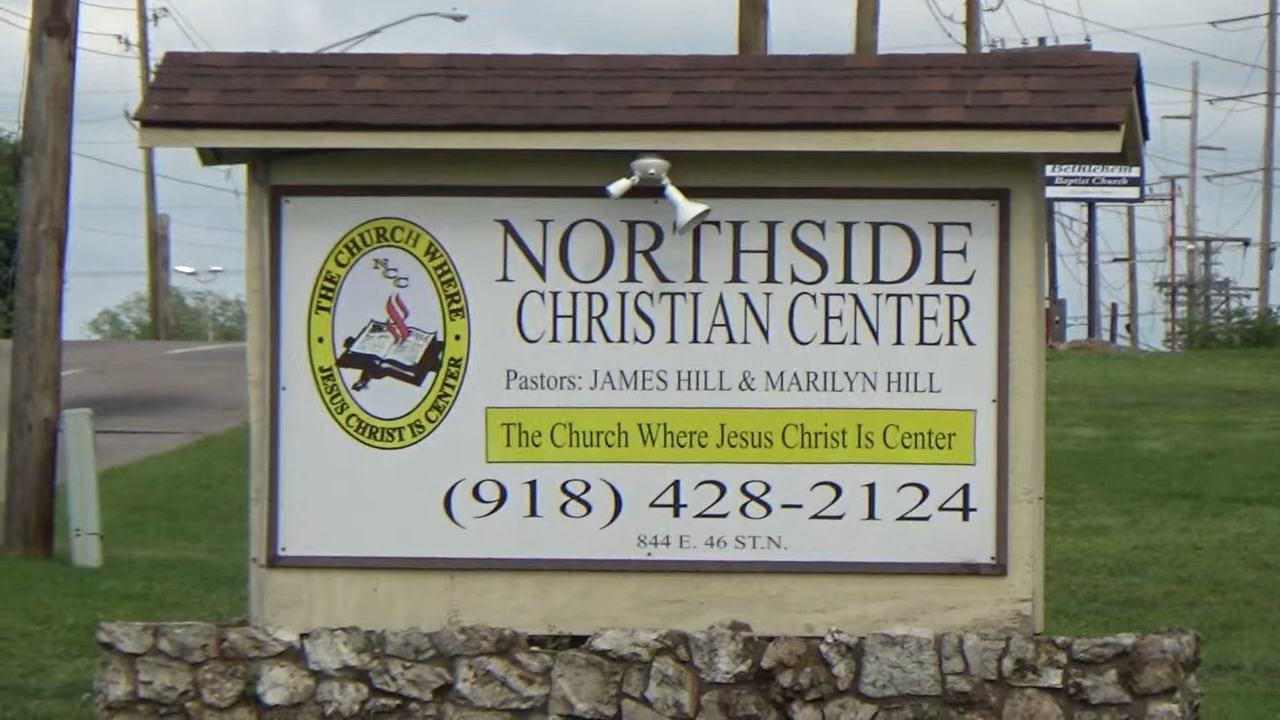 THE CHURCH WHERE
NCC
JESUS CHRIST IS CENTER
NORTHSIDE
CHRISTIAN CENTER
Pastors: JAMES HILL & MARILYN HILL
The Church Where Jesus Christ Is Center
(918) 428-2124
844 E. 46 ST.N.
Bethlehem
Baptist Church